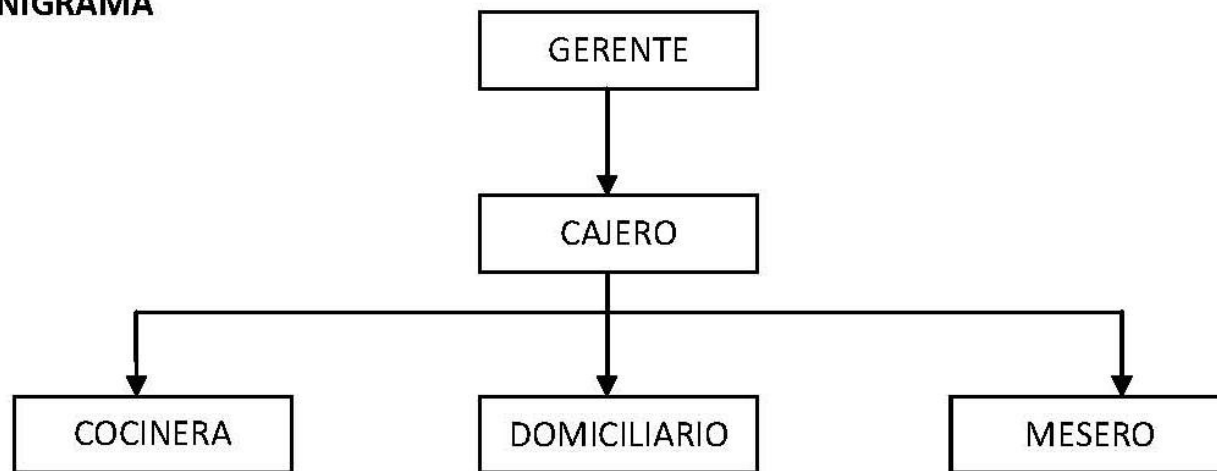 NIGRAMA
GERENTE
CAJERO
COCINERA
DOMICILIARIO
MESERO